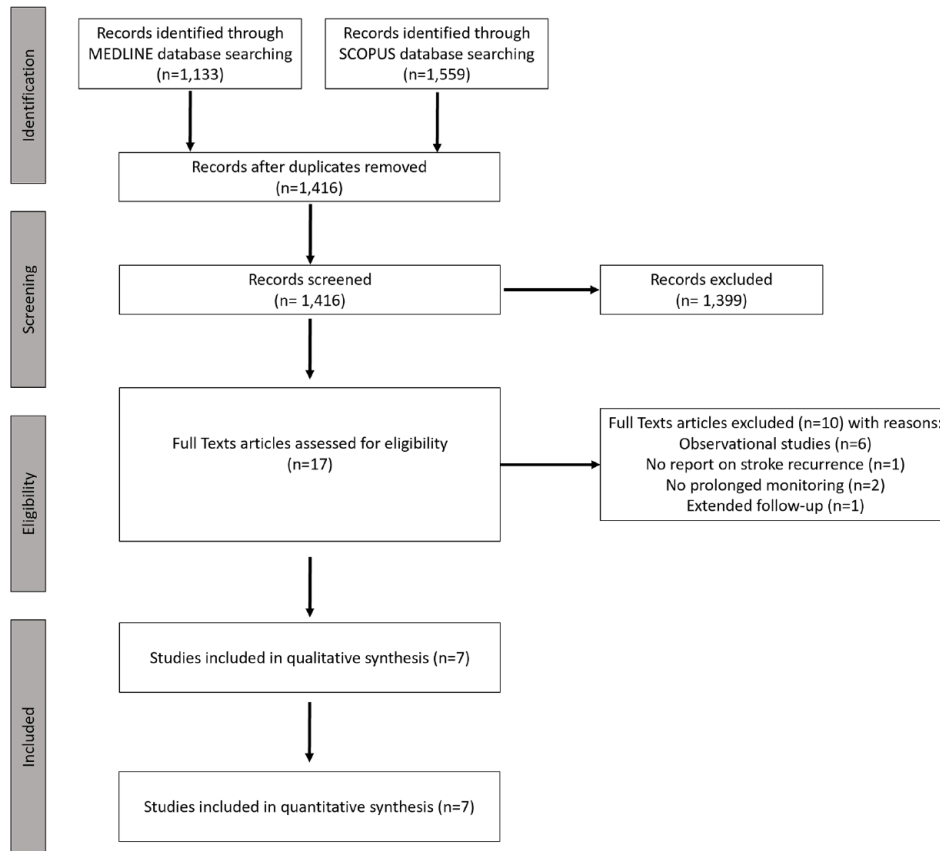 Identification
Records identified through
MEDLINE database searching
(n=1,133)
Records identified through
SCOPUS database searching
(n=1,559)
Records after duplicates removed
(n=1,416)
Screening
Records screened
(n= 1,416)
Records excluded
(n= 1,399)
Eligibility
Full Texts articles assessed for eligibility
(n=17)
Full Texts articles excluded (n=10) with reasons:
Observational studies (n=6)
No report on stroke recurrence (n=1)
No prolonged monitoring (n=2)
Extended follow-up (n=1)
Included
Studies included in qualitative synthesis (n=7)
Studies included in quantitative synthesis (n=7)